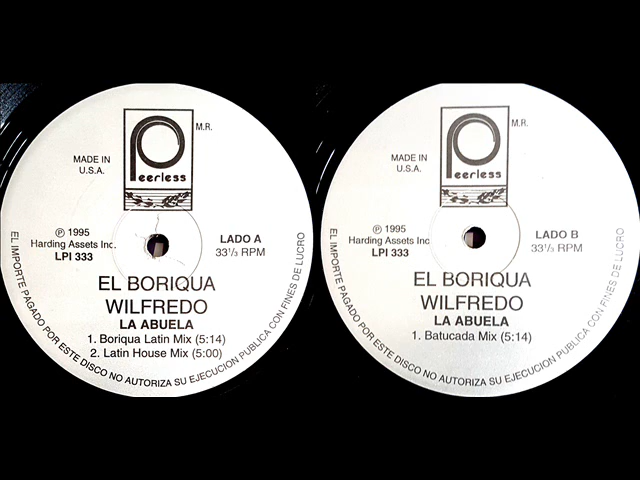 Peerless
M.R.
MADE IN
U.S.A.
℗ 1995
Harding Assets Inc.
LPI 333
LADO A
33⅓ RPM
EL BORIQUA
WILFREDO
LA ABUELA
1. Boriqua Latin Mix (5:14)
2. Latin House Mix (5:00)
EL IMPORTE PAGADO POR ESTE DISCO NO AUTORIZA SU EJECUCION PUBLICA CON FINES DE LUCRO
Peerless
M.R.
MADE IN
U.S.A.
℗ 1995
Harding Assets Inc
LPI 333
LADO B
33⅓ RPM
EL BORIQUA
WILFREDO
LA ABUELA
1. Batucada Mix (5:14)
EL IMPORTE PAGADO POR ESTE DISCO NO AUTORIZA SU EJECUCION PUBLICA CON FINES DE LUCRO